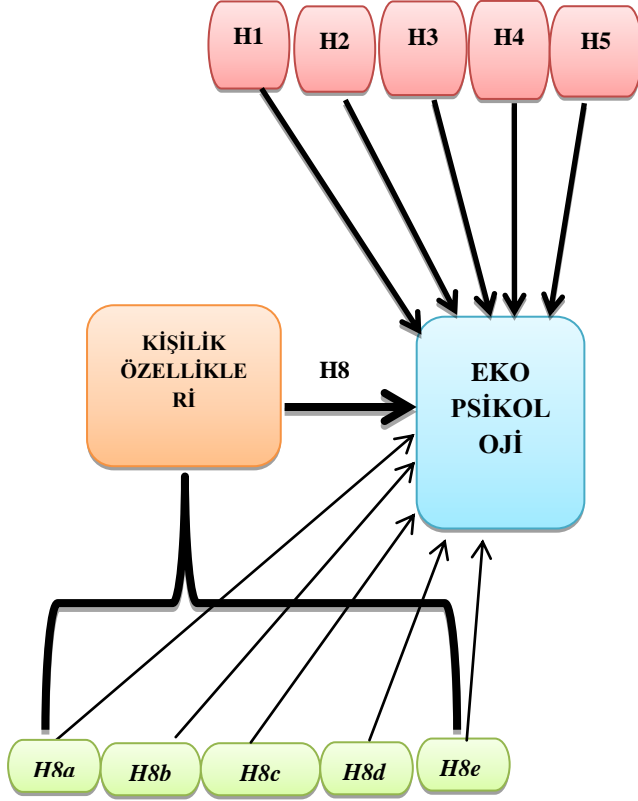 H1
H2
H3
H4
H5
KİŞİLİK
ÖZELLİKLE
Rİ
H8
EKO
PSİKOL
OJİ
H8a
H8b
H8c
H8d
H8e